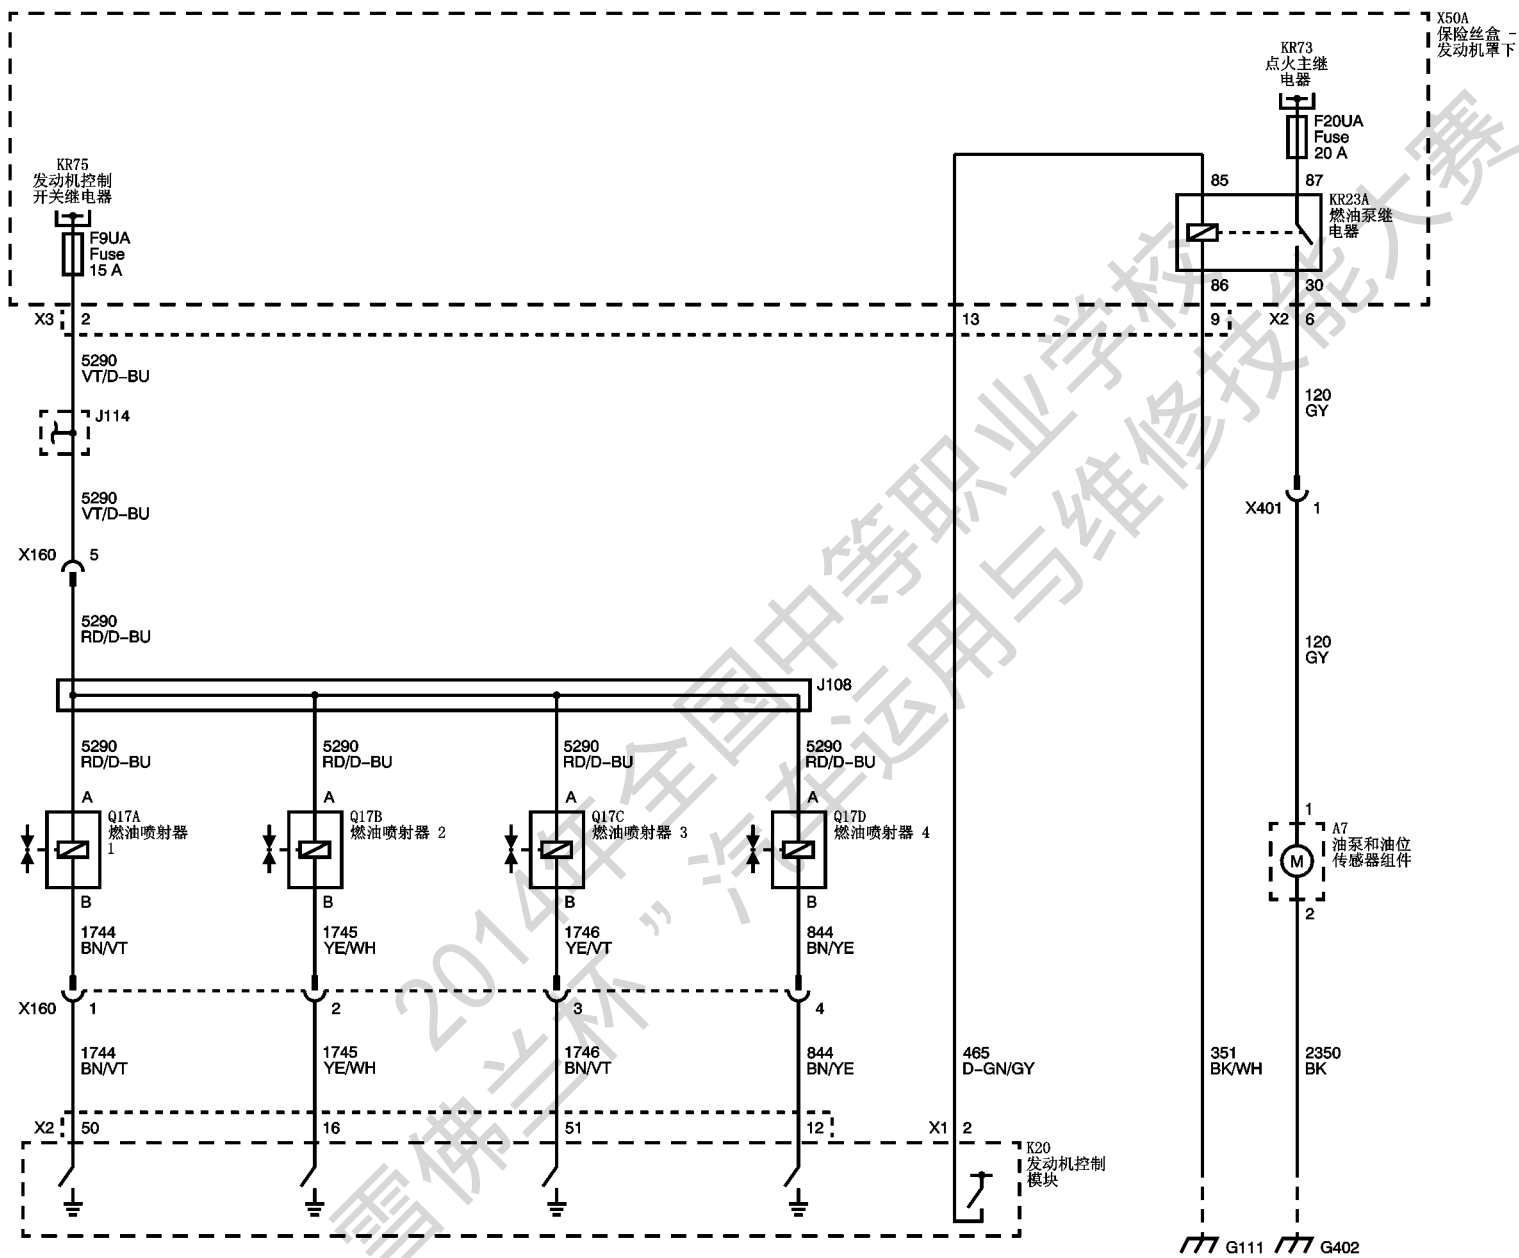 X50A
保险丝盒 -
发动机罩下
KR73
点火主继
电器
F20UA
Fuse
20 A
KR75
发动机控制
开关继电器
F9UA
Fuse
15 A
85
87
KR23A
燃油泵继
电器
86
30
X3
2
13
9
X2
6
5290
VT/D-BU
J114
120
GY
5290
VT/D-BU
X401
1
X160
5
5290
RD/D-BU
120
GY
J108
5290
RD/D-BU
5290
RD/D-BU
5290
RD/D-BU
5290
RD/D-BU
A
A
A
A
Q17A
燃油喷射器
1
Q17B
燃油喷射器 2
Q17C
燃油喷射器 3
Q17D
燃油喷射器 4
1
A7
油泵和油位
传感器组件
M
2
B
B
B
B
1744
BN/VT
1745
YE/WH
1746
YE/VT
844
BN/YE
X160
1
2
3
4
1744
BN/VT
1745
YE/WH
1746
BN/VT
844
BN/YE
465
D-GN/GY
351
BK/WH
2350
BK
X2
50
16
51
12
X1
2
K20
发动机控制
模块
G111
G402
2014年全国中等职业学校
雪佛兰杯”汽车运用与维修技能大赛